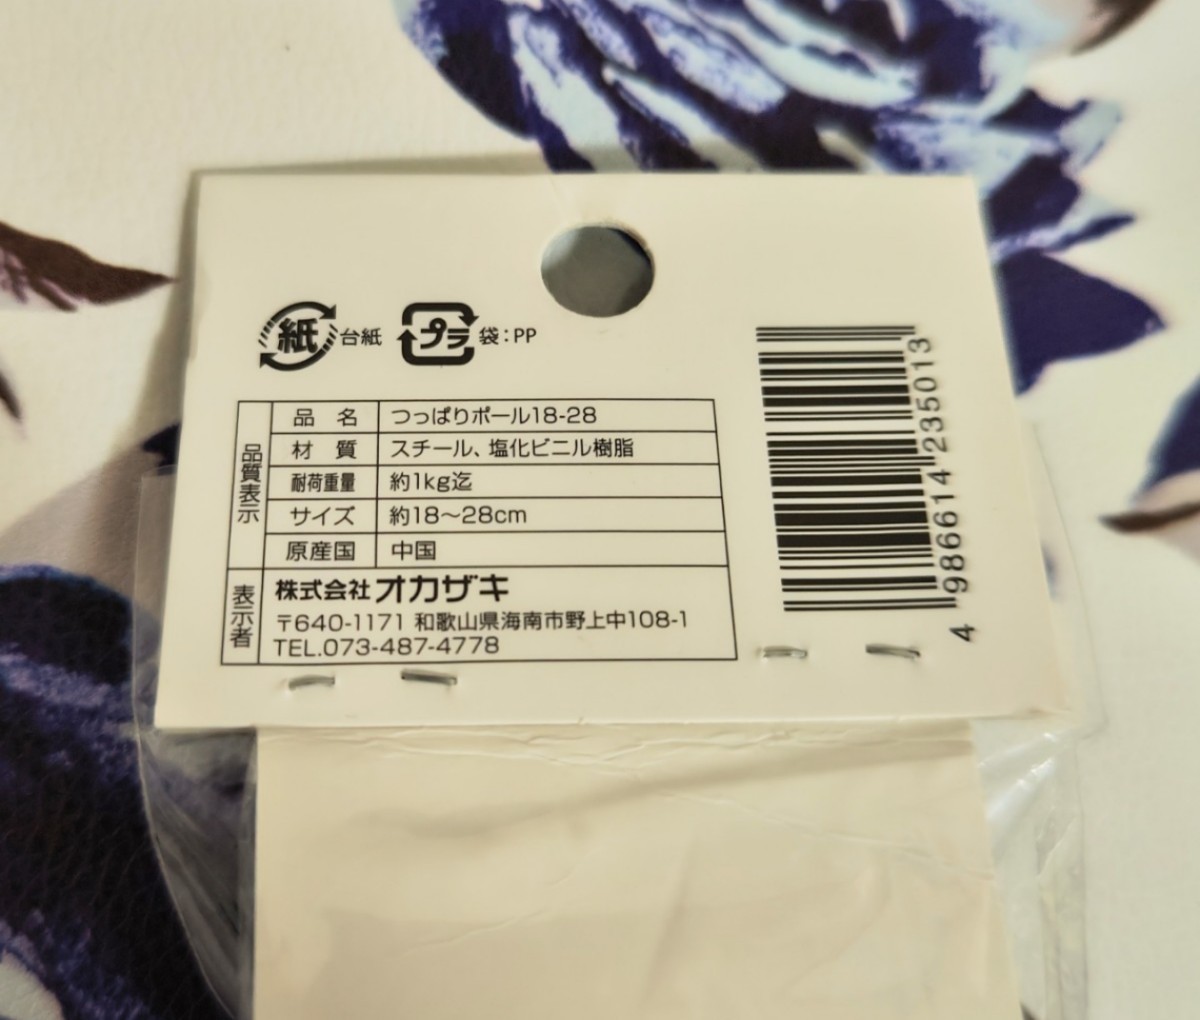 紙 台紙 プラ 袋：PP
品質表示
品 名 つっぱりポール18-28
材 質 スチール、塩化ビニル樹脂
耐荷重量 約1kg迄
サイズ 約18～28cm
原産国 中国
表示者
株式会社オカザキ
〒640-1171 和歌山県海南市野上中108-1
TEL.073-487-4778
4 986614 235013